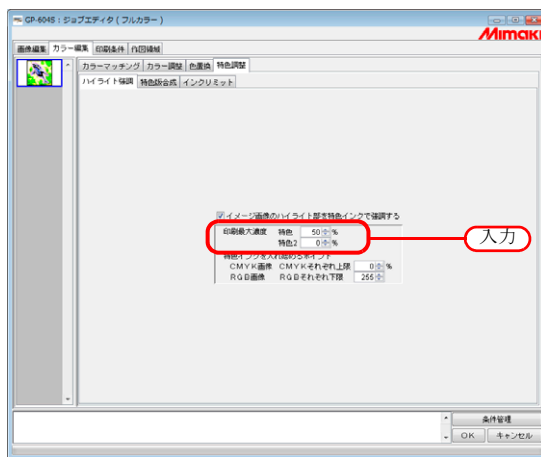 GP-604S : ジョブエディタ ( フルカラー )
Mimaki
画像編集 カラー編集 印刷条件 作図領域
カラーマッチング カラー調整 色置換 特色調整
ハイライト強調 特色版合成 インクリミット
イメージ画像のハイライト部を特色インクで強調する
印刷最大濃度 特色 50 %
特色2 0 %
入力
特色インクを入れ始めるポイント
CMYK画像 CMYKそれぞれ上限 0 %
RGB画像 RGBそれぞれ下限 255
条件管理
OK キャンセル